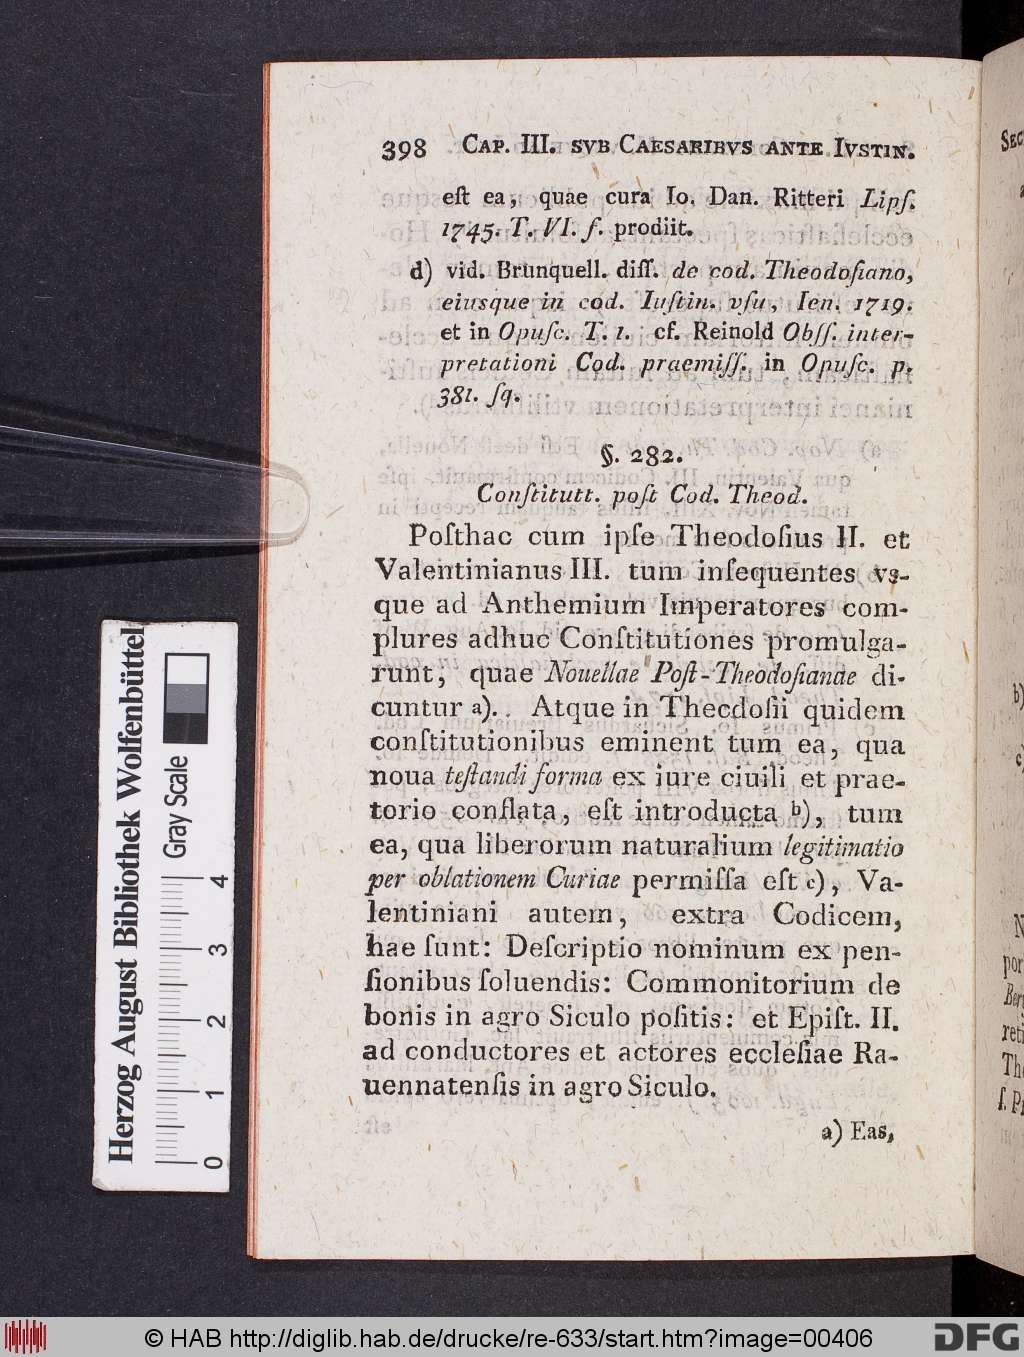 398 CAP. III. SVB CAESARIBVS ANTE IVSTIN.
eſt ea, quae cura Io. Dan. Ritteri Lipſ.
1745. T. VI. f. prodiit.
d) vid. Brunquell. diſſ. de cod. Theodoſiano,
eiusque in cod. Iuſtin. vſu, Ien. 1719.
et in Opuſc. T. 1. cf. Reinold Obſſ. inter-
pretationi Cod. praemiſſ. in Opuſc. p.
381. ſq.
§. 282.
Conſtitutt. poſt Cod. Theod.
Poſthac cum ipſe Theodoſius II. et
Valentinianus III. tum inſequentes vs-
que ad Anthemium Imperatores com-
plures adhuc Conſtitutiones promulga-
runt, quae Nouellae Poſt-Theodoſianae di-
cuntur a). Atque in Thecdoſii quidem
conſtitutionibus eminent tum ea, qua
noua teſtandi forma ex iure ciuili et prae-
torio conflata, eſt introducta b), tum
ea, qua liberorum naturalium legitimatio
per oblationem Curiae permiſſa eſt c), Va-
lentiniani autem, extra Codicem,
hae ſunt: Deſcriptio nominum ex pen-
ſionibus ſoluendis: Commonitorium de
bonis in agro Siculo poſitis: et Epiſt. II.
ad conductores et actores eccleſiae Ra-
uennatenſis in agro Siculo.
a) Eas,
Herzog August Bibliothek Wolfenbüttel
Gray Scale
0 1 2 3 4
SEC
b)
c)
N
por
Ber
reti
The
ſ. Pr
© HAB http://diglib.hab.de/drucke/re-633/start.htm?image=00406
DFG